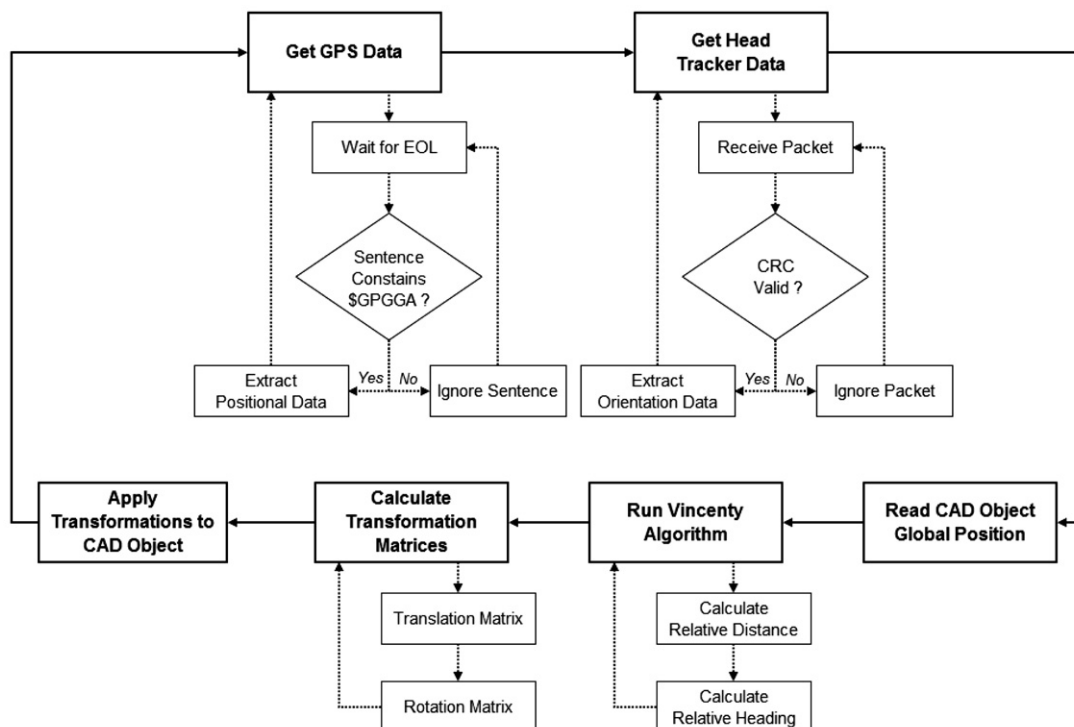 Get GPS Data
Get Head
Tracker Data
Wait for EOL
Receive Packet
Sentence
Constains
$GPGGA ?
CRC
Valid ?
Yes
No
Extract
Positional Data
Ignore Sentence
Yes
No
Extract
Orientation Data
Ignore Packet
Apply
Transformations to
CAD Object
Calculate
Transformation
Matrices
Run Vincenty
Algorithm
Read CAD Object
Global Position
Translation Matrix
Calculate
Relative Distance
Rotation Matrix
Calculate
Relative Heading